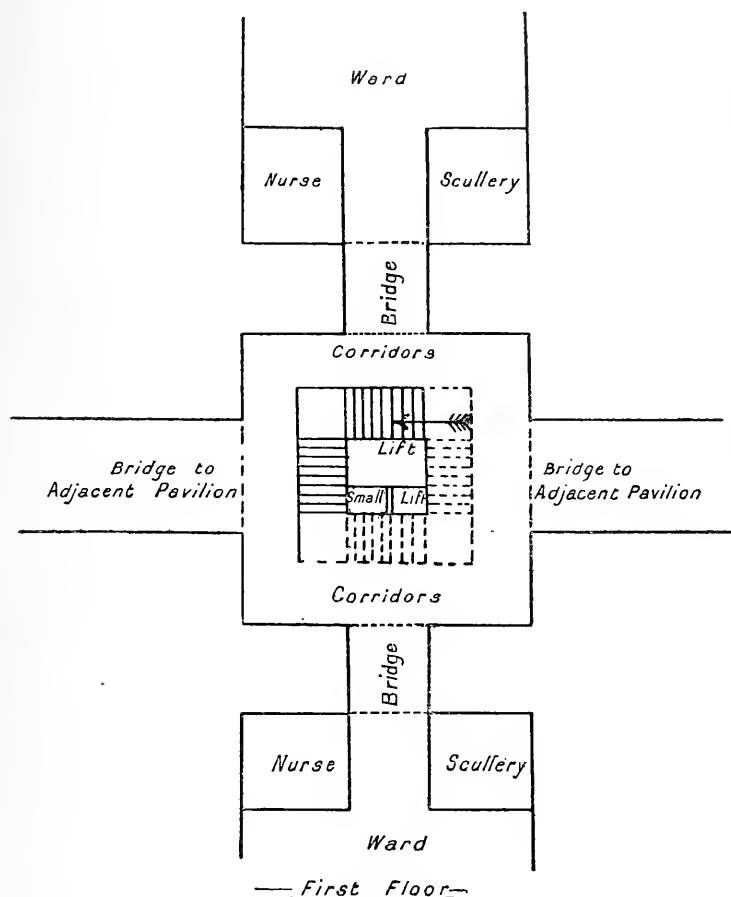 Ward
Nurse
Scullery
Bridge
Corridors
Lift
Small Lift
Bridge to
Adjacent Pavilion
Bridge to
Adjacent Pavilion
Corridors
Bridge
Nurse
Scullery
Ward
First Floor